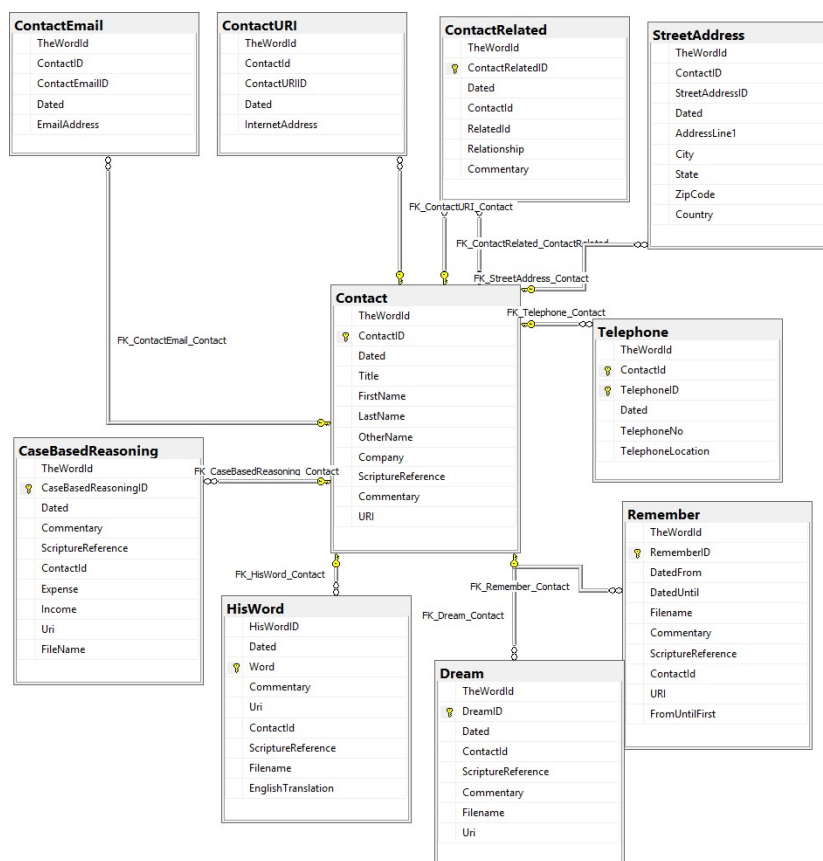 ContactEmail
TheWordId
ContactID
ContactEmailID
Dated
EmailAddress
ContactURI
TheWordId
ContactId
ContactURIID
Dated
InternetAddress
ContactRelated
TheWordId
ContactRelatedID
Dated
ContactId
RelatedId
Relationship
Commentary
StreetAddress
TheWordId
ContactID
StreetAddressID
Dated
AddressLine1
City
State
ZipCode
Country
FK_ContactURI_Contact
FK_ContactRelated_ContactRelated
FK_StreetAddress_Contact
FK_Telephone_Contact
FK_ContactEmail_Contact
Contact
TheWordId
ContactID
Dated
Title
FirstName
LastName
OtherName
Company
ScriptureReference
Commentary
URI
Telephone
TheWordId
ContactId
TelephoneID
Dated
TelephoneNo
TelephoneLocation
CaseBasedReasoning
TheWordId
CaseBasedReasoningID
Dated
Commentary
ScriptureReference
ContactId
Expense
Income
Uri
FileName
FK_CaseBasedReasoning_Contact
FK_HisWord_Contact
FK_Remember_Contact
FK_Dream_Contact
HisWord
HisWordID
Dated
Word
Commentary
Uri
ContactId
ScriptureReference
Filename
EnglishTranslation
Dream
TheWordId
DreamID
Dated
ContactId
ScriptureReference
Commentary
Filename
Uri
Remember
TheWordId
RememberID
DatedFrom
DatedUntil
Filename
Commentary
ScriptureReference
ContactId
URI
FromUntilFirst